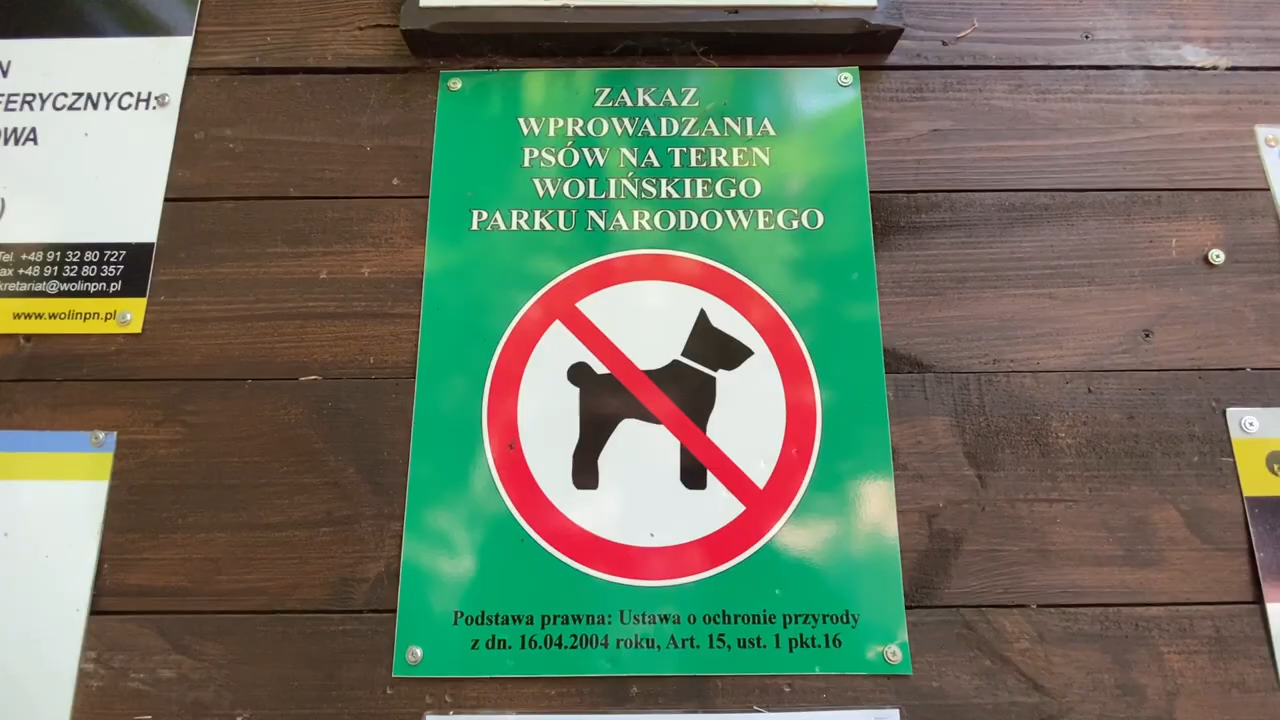 N
FERYCZNYCH:
OWA
)
Tel. +48 91 32 80 727
fax +48 91 32 80 357
kretariat@wolinpn.pl
www.wolinpn.pl
ZAKAZ
WPROWADZANIA
PSÓW NA TEREN
WOLIŃSKIEGO
PARKU NARODOWEGO
Podstawa prawna: Ustawa o ochronie przyrody
z dn. 16.04.2004 roku, Art. 15, ust. 1 pkt.16